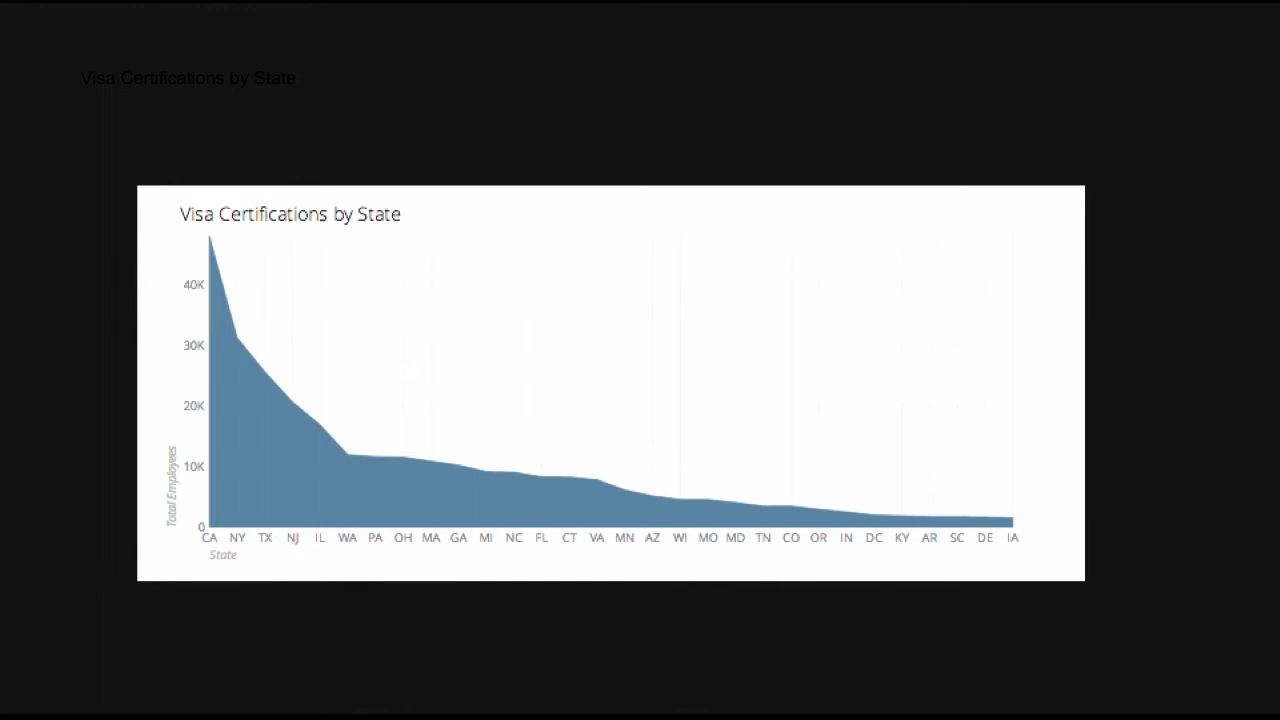 Visa Certifications by State
Visa Certifications by State
40K
30K
20K
10K
0
Total Employees
CA NY TX NJ IL WA PA OH MA GA MI NC FL CT VA MN AZ WI MO MD TN CO OR IN DC KY AR SC DE IA
State